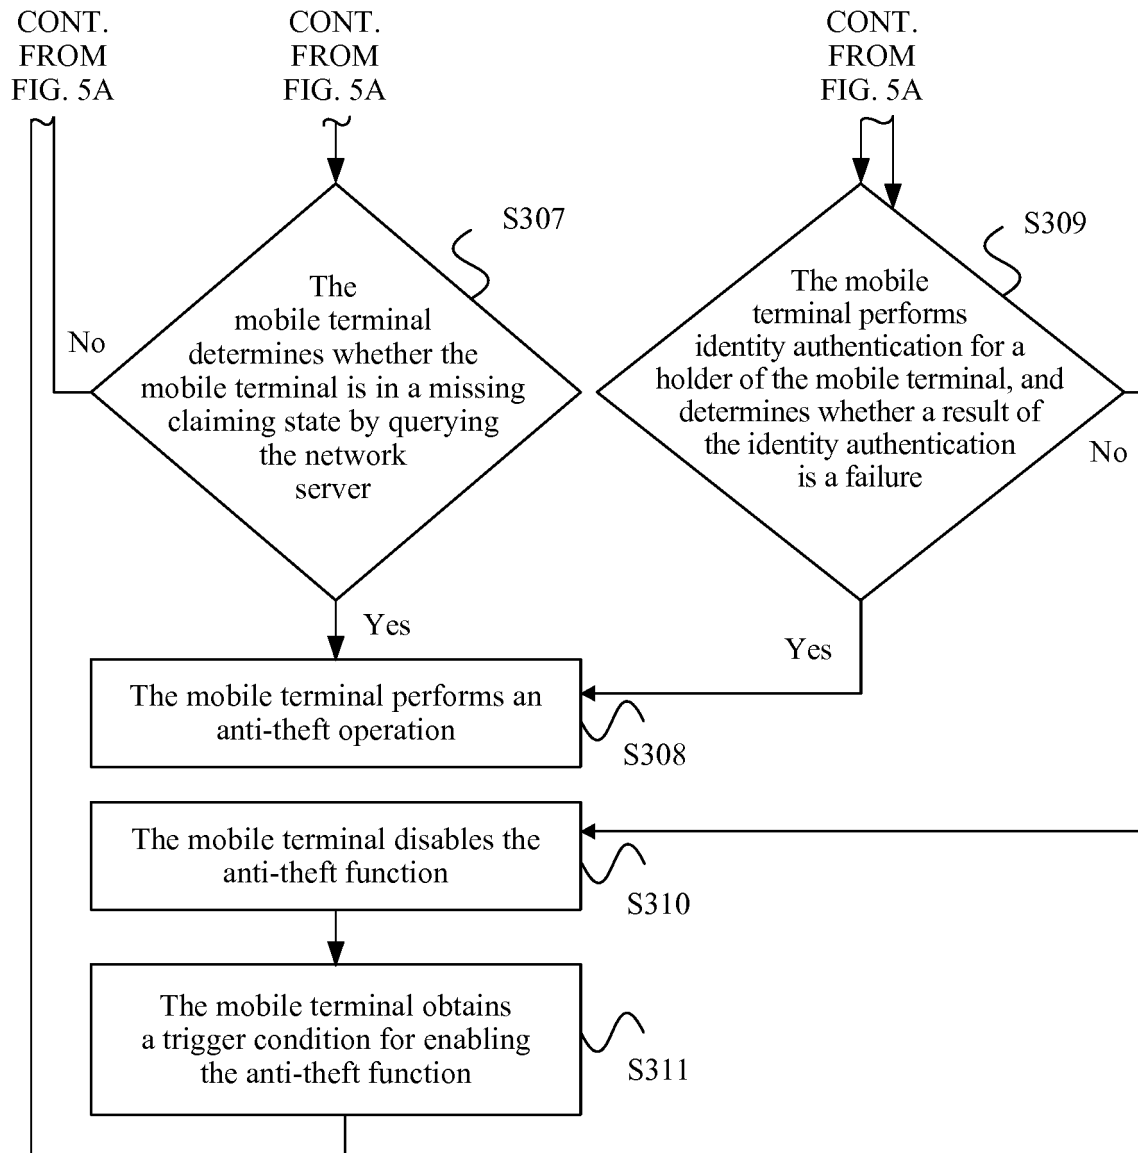 CONT.
FROM
FIG. 5A
CONT.
FROM
FIG. 5A
CONT.
FROM
FIG. 5A
S307
The
mobile terminal
determines whether the
mobile terminal is in a missing
claiming state by querying
the network
server
No
Yes
S309
The mobile
terminal performs
identity authentication for a
holder of the mobile terminal, and
determines whether a result of
the identity authentication
is a failure
No
Yes
The mobile terminal performs an
anti-theft operation
S308
The mobile terminal disables the
anti-theft function
S310
The mobile terminal obtains
a trigger condition for enabling
the anti-theft function
S311